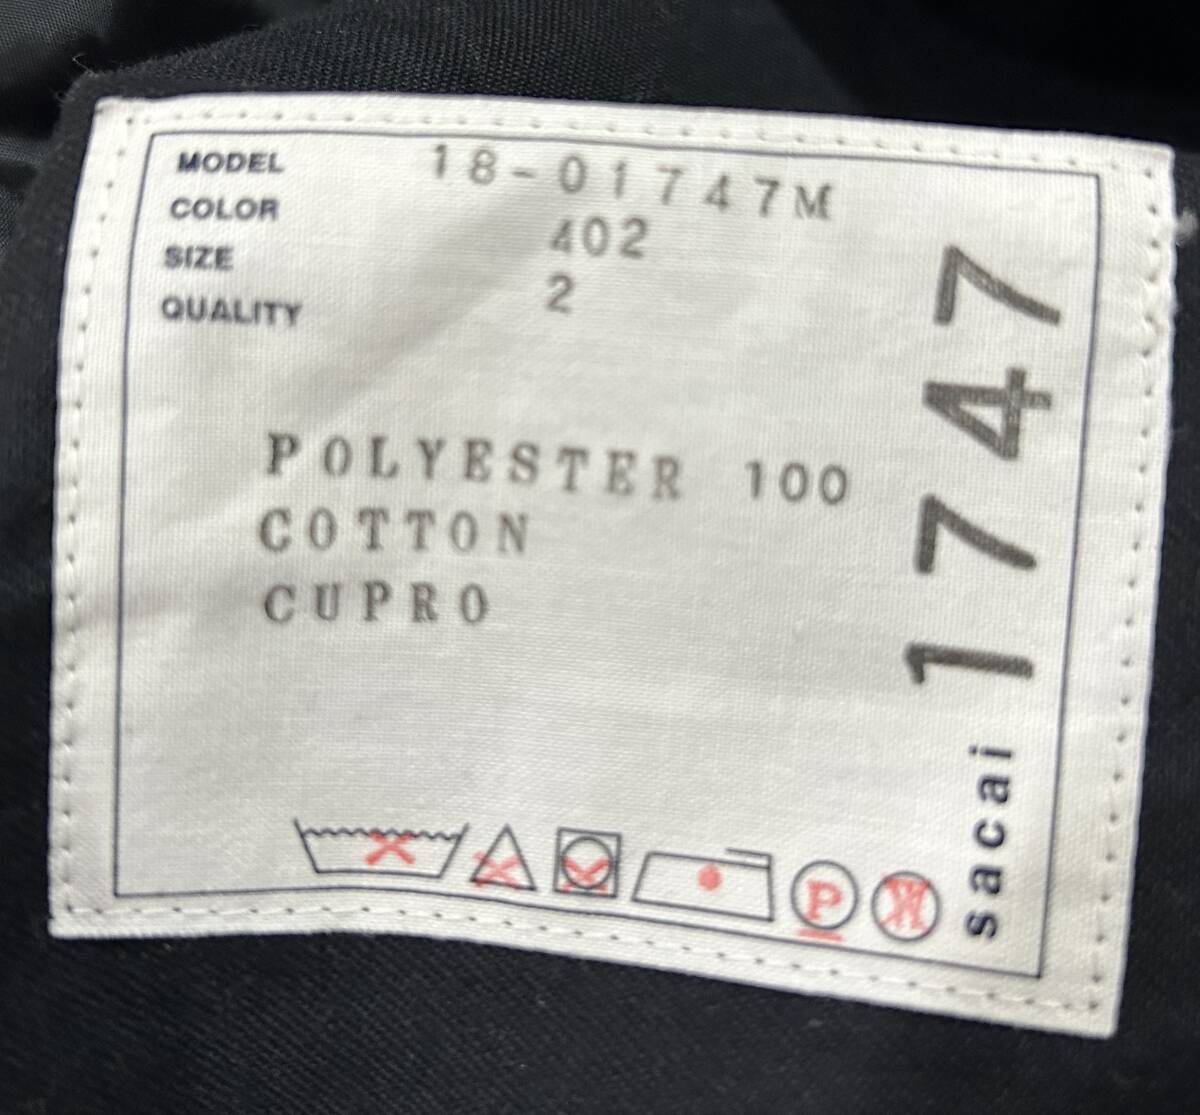 MODEL 18-01747M
COLOR 402
SIZE 2
QUALITY
POLYESTER 100
COTTON
CUPRO
P
W
sacai 1747